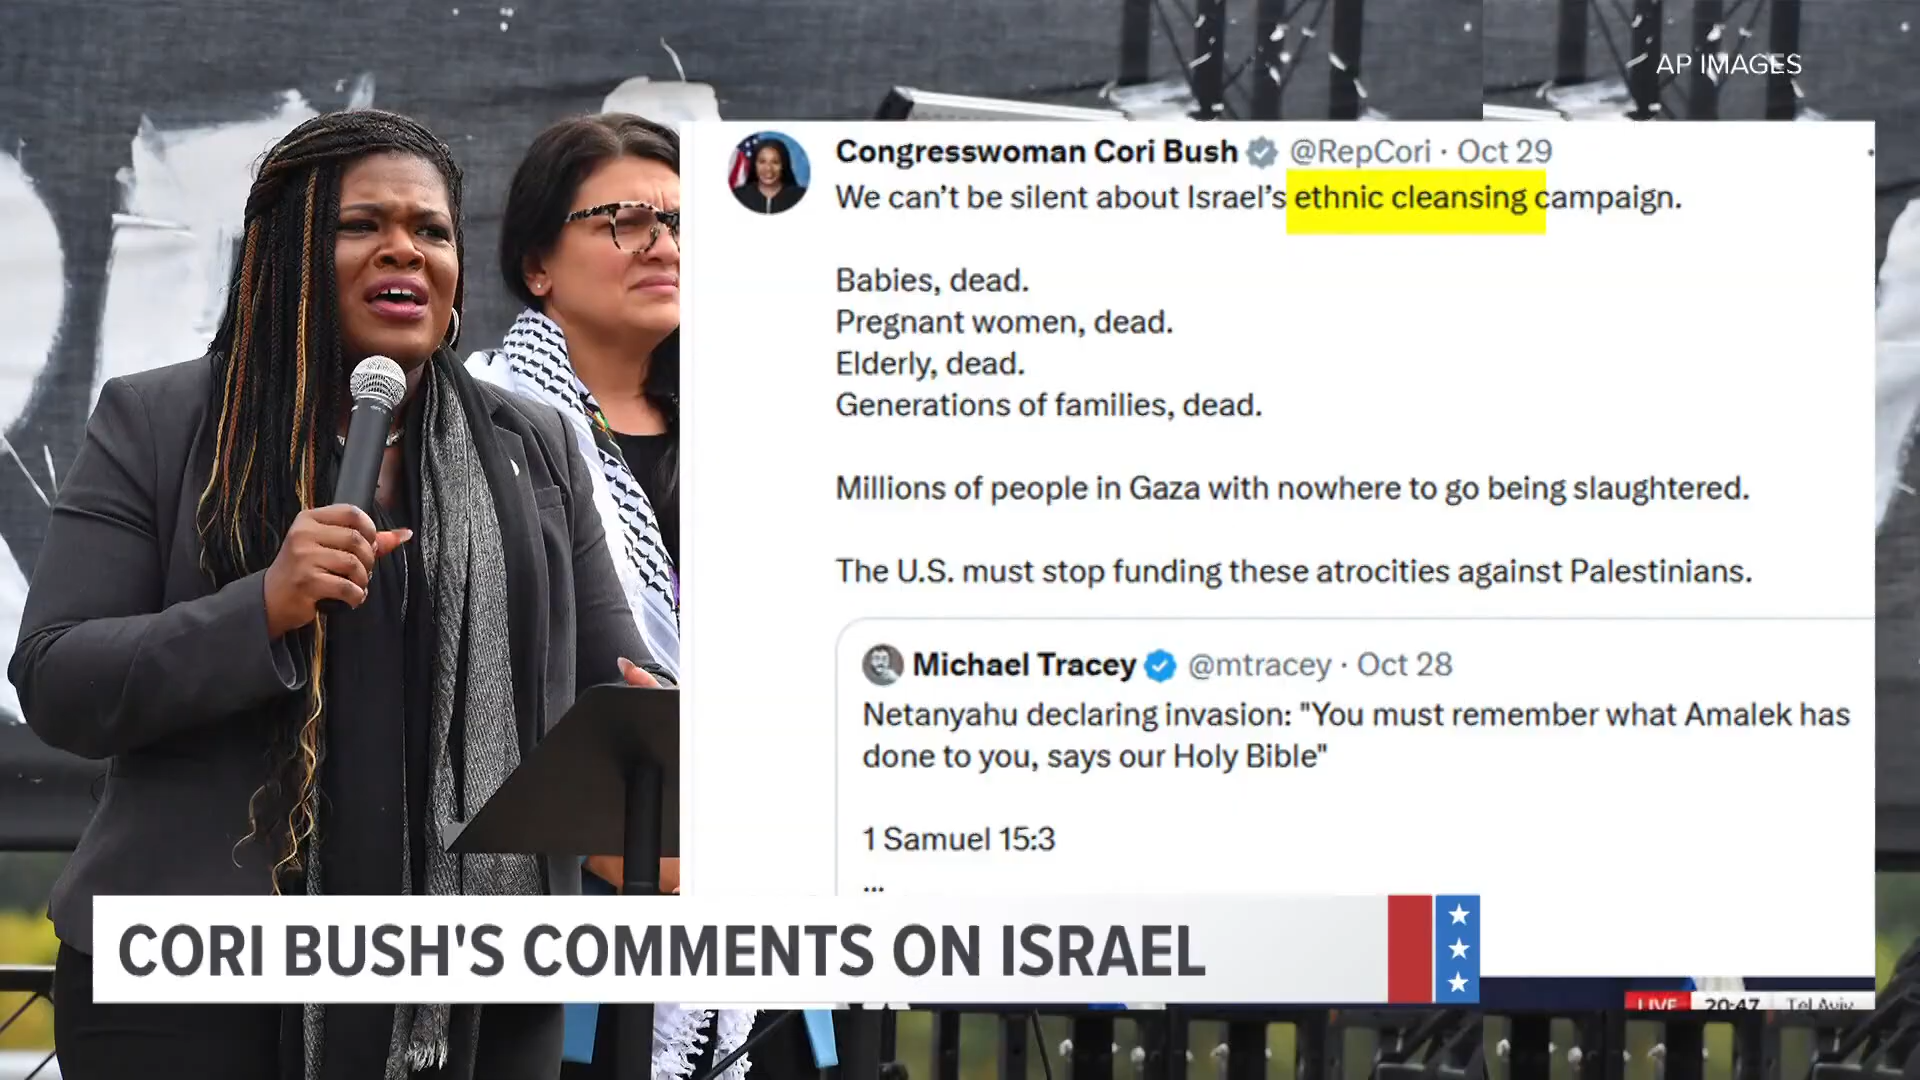 AP IMAGES
Congresswoman Cori Bush @RepCori · Oct 29
We can't be silent about Israel's ethnic cleansing campaign.
Babies, dead.
Pregnant women, dead.
Elderly, dead.
Generations of families, dead.
Millions of people in Gaza with nowhere to go being slaughtered.
The U.S. must stop funding these atrocities against Palestinians.
Michael Tracey @mtracey · Oct 28
Netanyahu declaring invasion: "You must remember what Amalek has
done to you, says our Holy Bible"
1 Samuel 15:3
...
CORI BUSH'S COMMENTS ON ISRAEL
LIVE 20:47 Tel Aviv